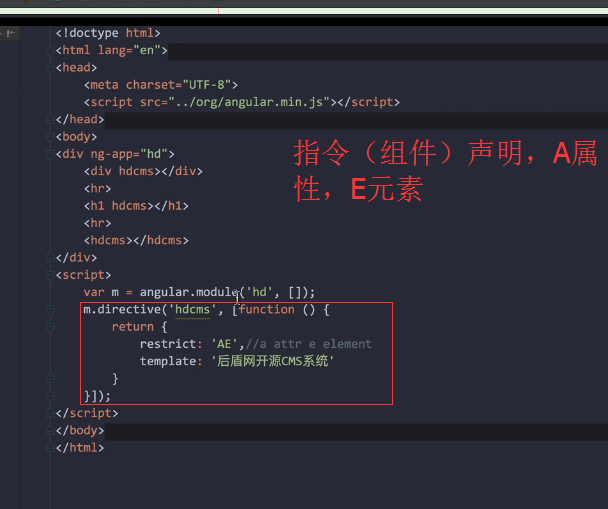 <!doctype html>
<html lang="en">
<head>
    <meta charset="UTF-8">
    <script src="../org/angular.min.js"></script>
</head>
<body>
<div ng-app="hd">
    <div hdcms></div>
    <hr>
    <h1 hdcms></h1>
    <hr>
    <hdcms></hdcms>
</div>
<script>
    var m = angular.module('hd', []);
    m.directive('hdcms', [function () {
        return {
            restrict: 'AE',//a attr e element
            template: '后盾网开源CMS系统'
        }
    }]);
</script>
</body>
</html>
指令（组件）声明，A属
性，E元素